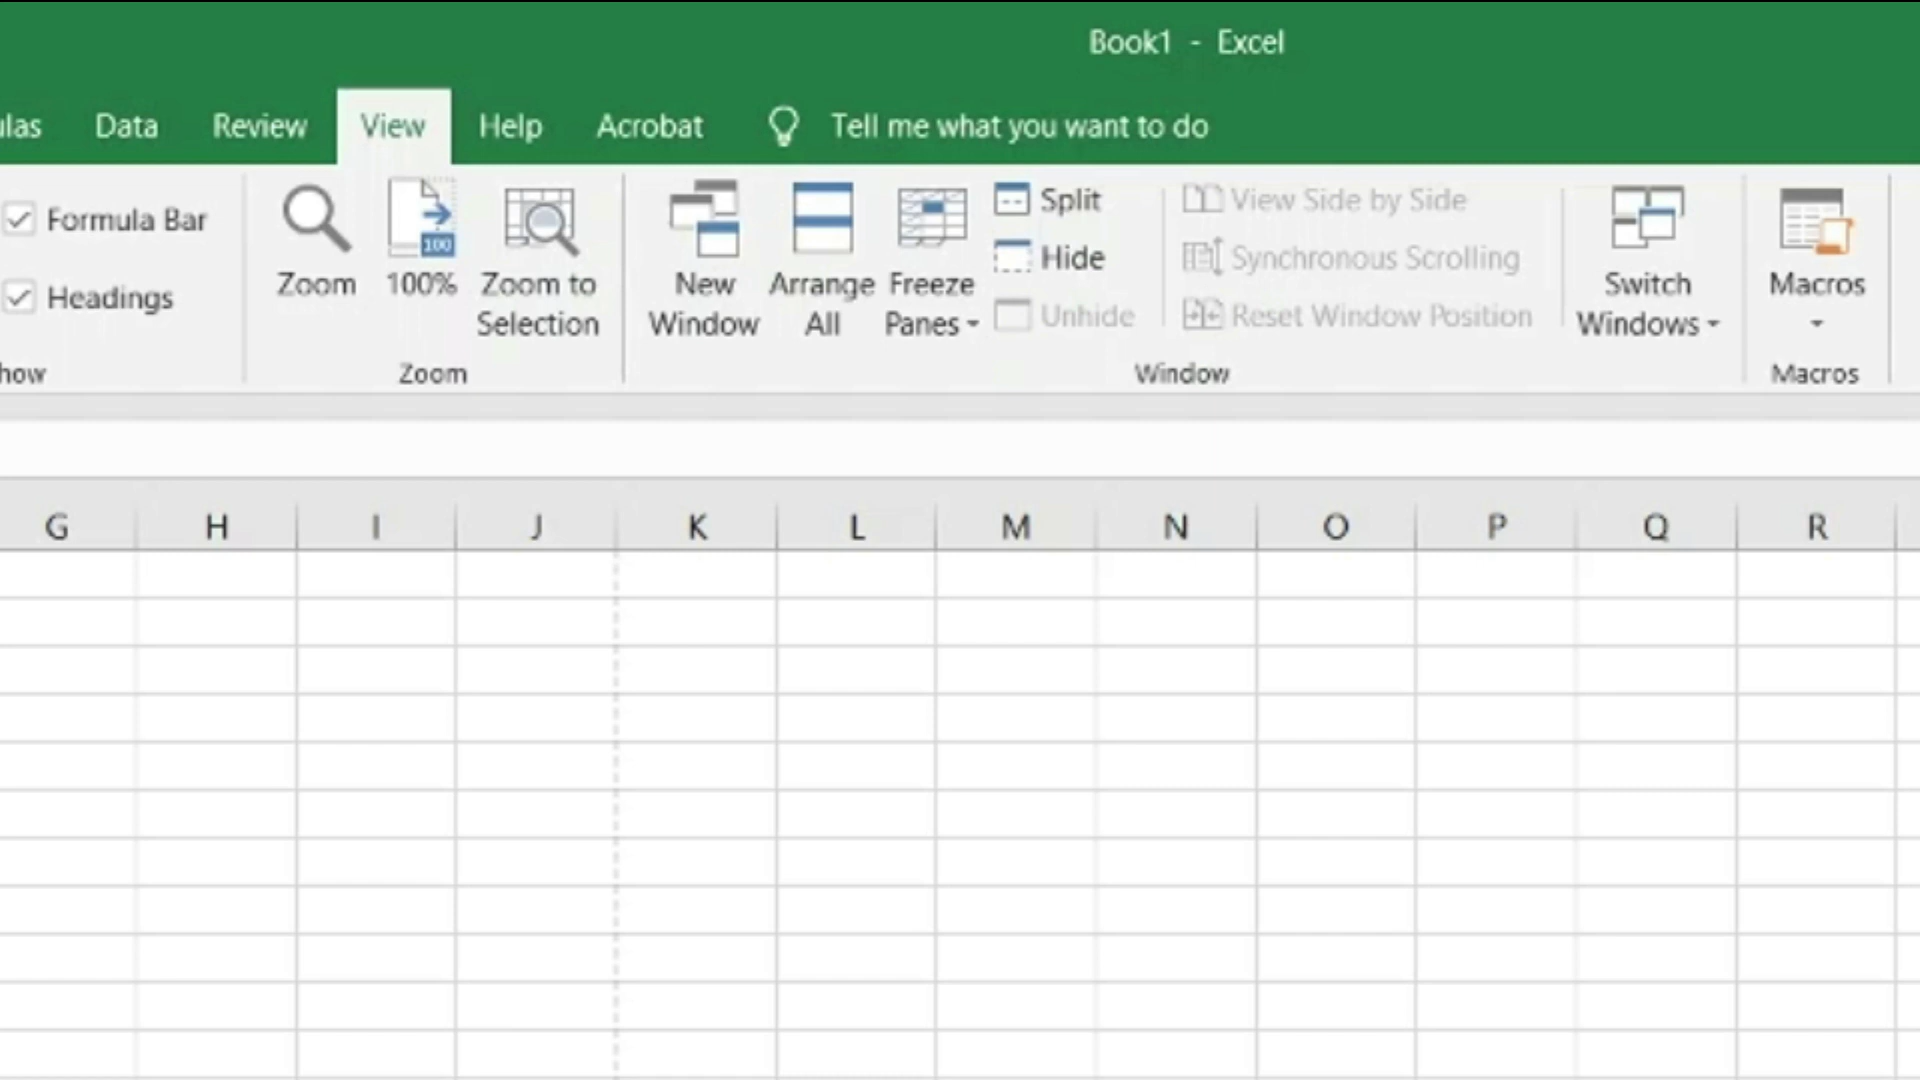 Book1 - Excel
ulas Data Review View Help Acrobat Tell me what you want to do
Formula Bar
Headings
how
Zoom
100
100%
Zoom to
Selection
Zoom
New
Window
Arrange
All
Freeze
Panes
Split
Hide
Unhide
View Side by Side
Synchronous Scrolling
Reset Window Position
Window
Switch
Windows
Macros
Macros
G H I J K L M N O P Q R